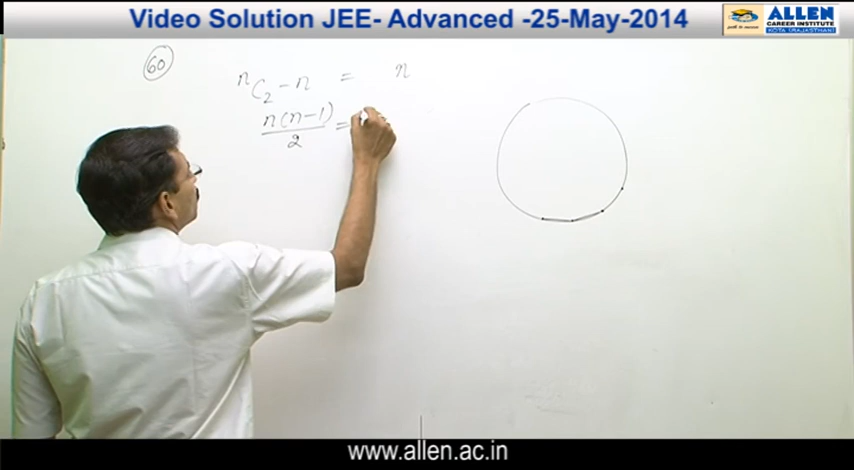 Video Solution JEE- Advanced -25-May-2014
ALLEN
CAREER INSTITUTE
KOTA (RAJASTHAN)
60
ⁿC₂ - n = n
n(n-1)/2 =
www.allen.ac.in